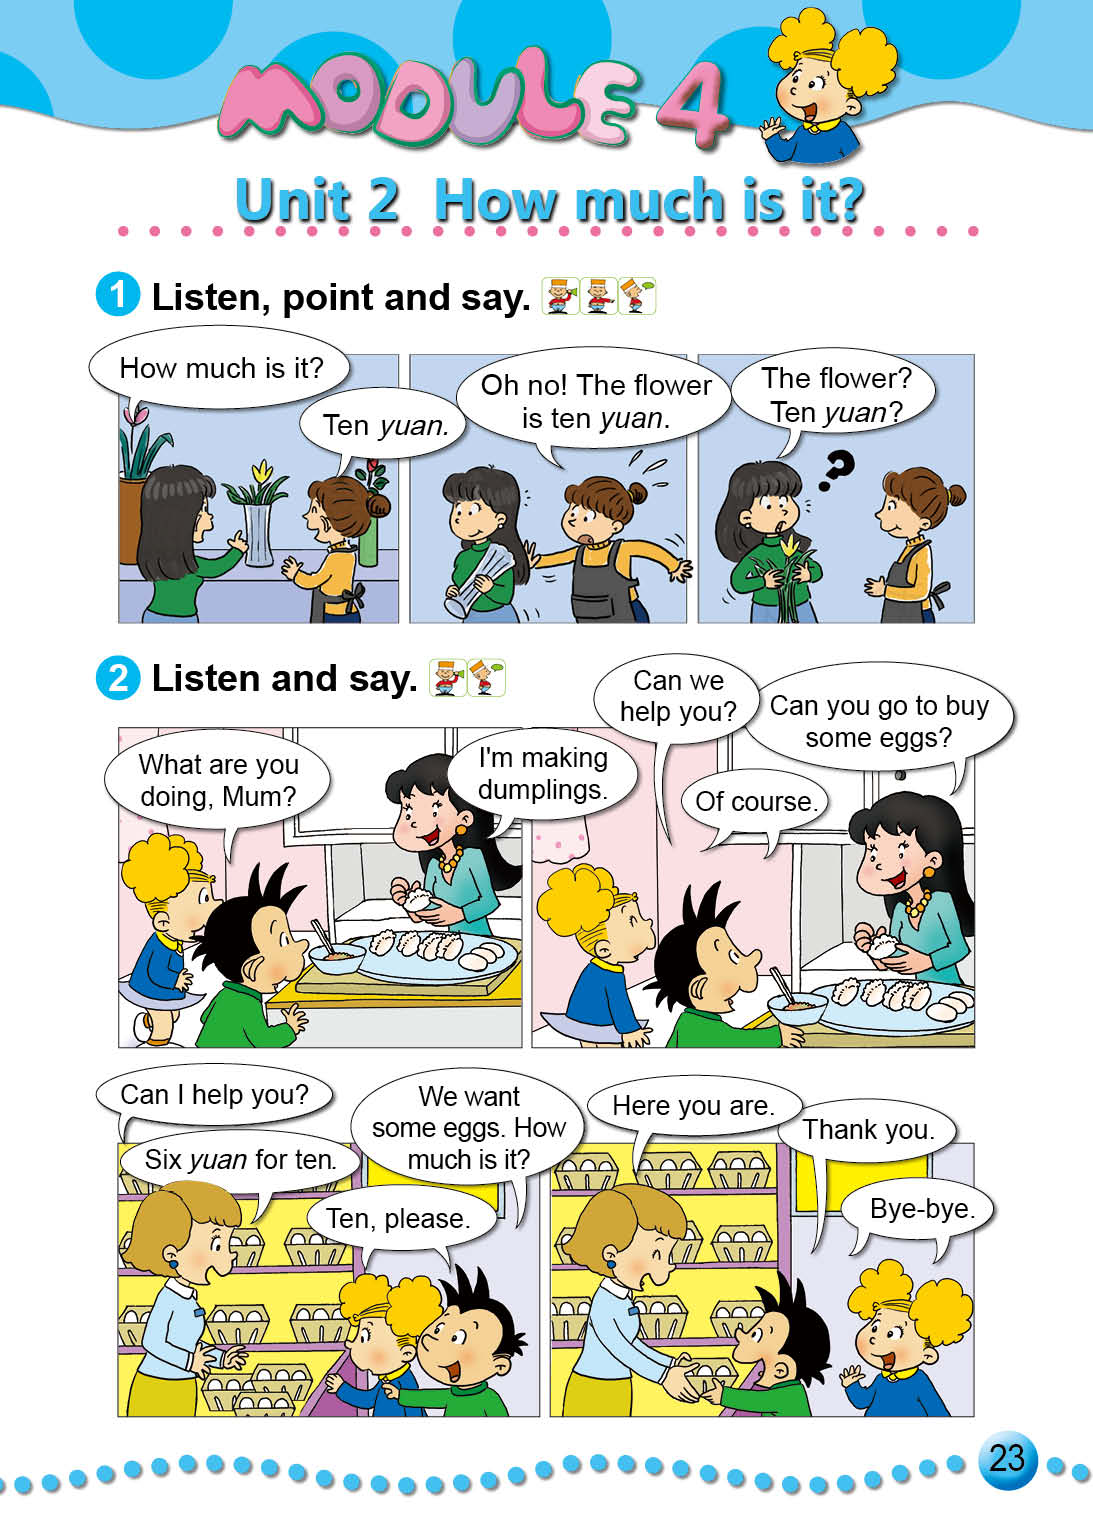 MODULE 4
Unit 2 How much is it?
1 Listen, point and say.
How much is it?
Ten yuan.
Oh no! The flower
is ten yuan.
The flower?
Ten yuan?
?
2 Listen and say.
What are you
doing, Mum?
I'm making
dumplings.
Can we
help you?
Can you go to buy
some eggs?
Of course.
Can I help you?
We want
some eggs. How
much is it?
Six yuan for ten.
Ten, please.
Here you are.
Thank you.
Bye-bye.
23